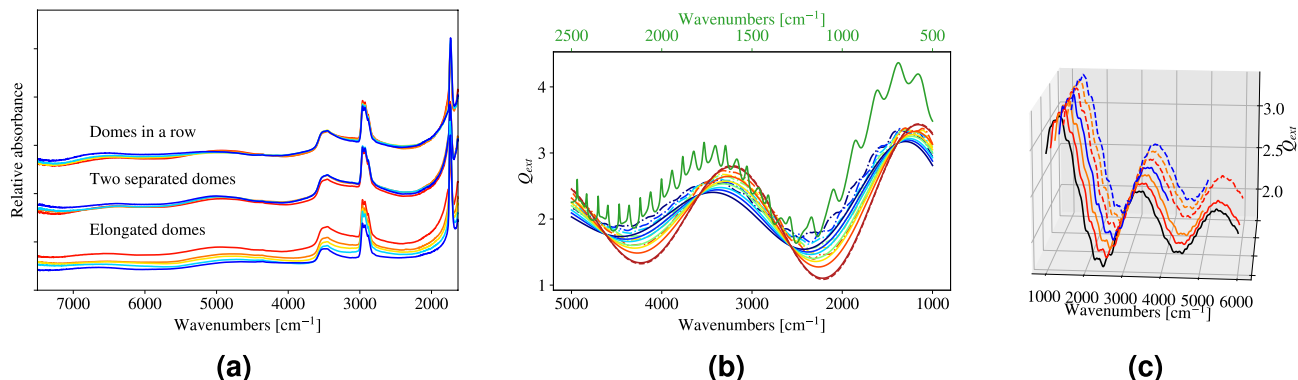 Relative absorbance
Domes in a row
Two separated domes
Elongated domes
7000 6000 5000 4000 3000 2000
Wavenumbers [cm⁻¹]
(a)
Wavenumbers [cm⁻¹]
2500 2000 1500 1000 500
Q_ext
4
3
2
1
5000 4000 3000 2000 1000
Wavenumbers [cm⁻¹]
(b)
3.0
2.5
2.0
Q_ext
1000 2000 3000 4000 5000 6000
Wavenumbers [cm⁻¹]
(c)